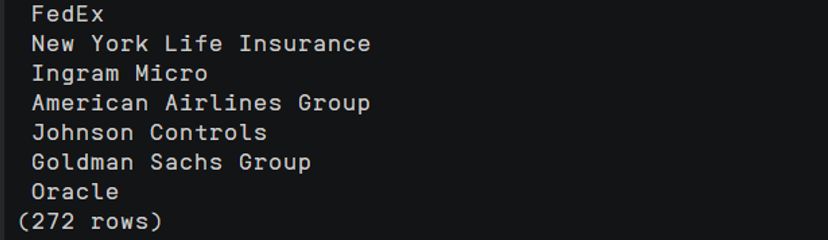 FedEx
New York Life Insurance
Ingram Micro
American Airlines Group
Johnson Controls
Goldman Sachs Group
Oracle
(272 rows)